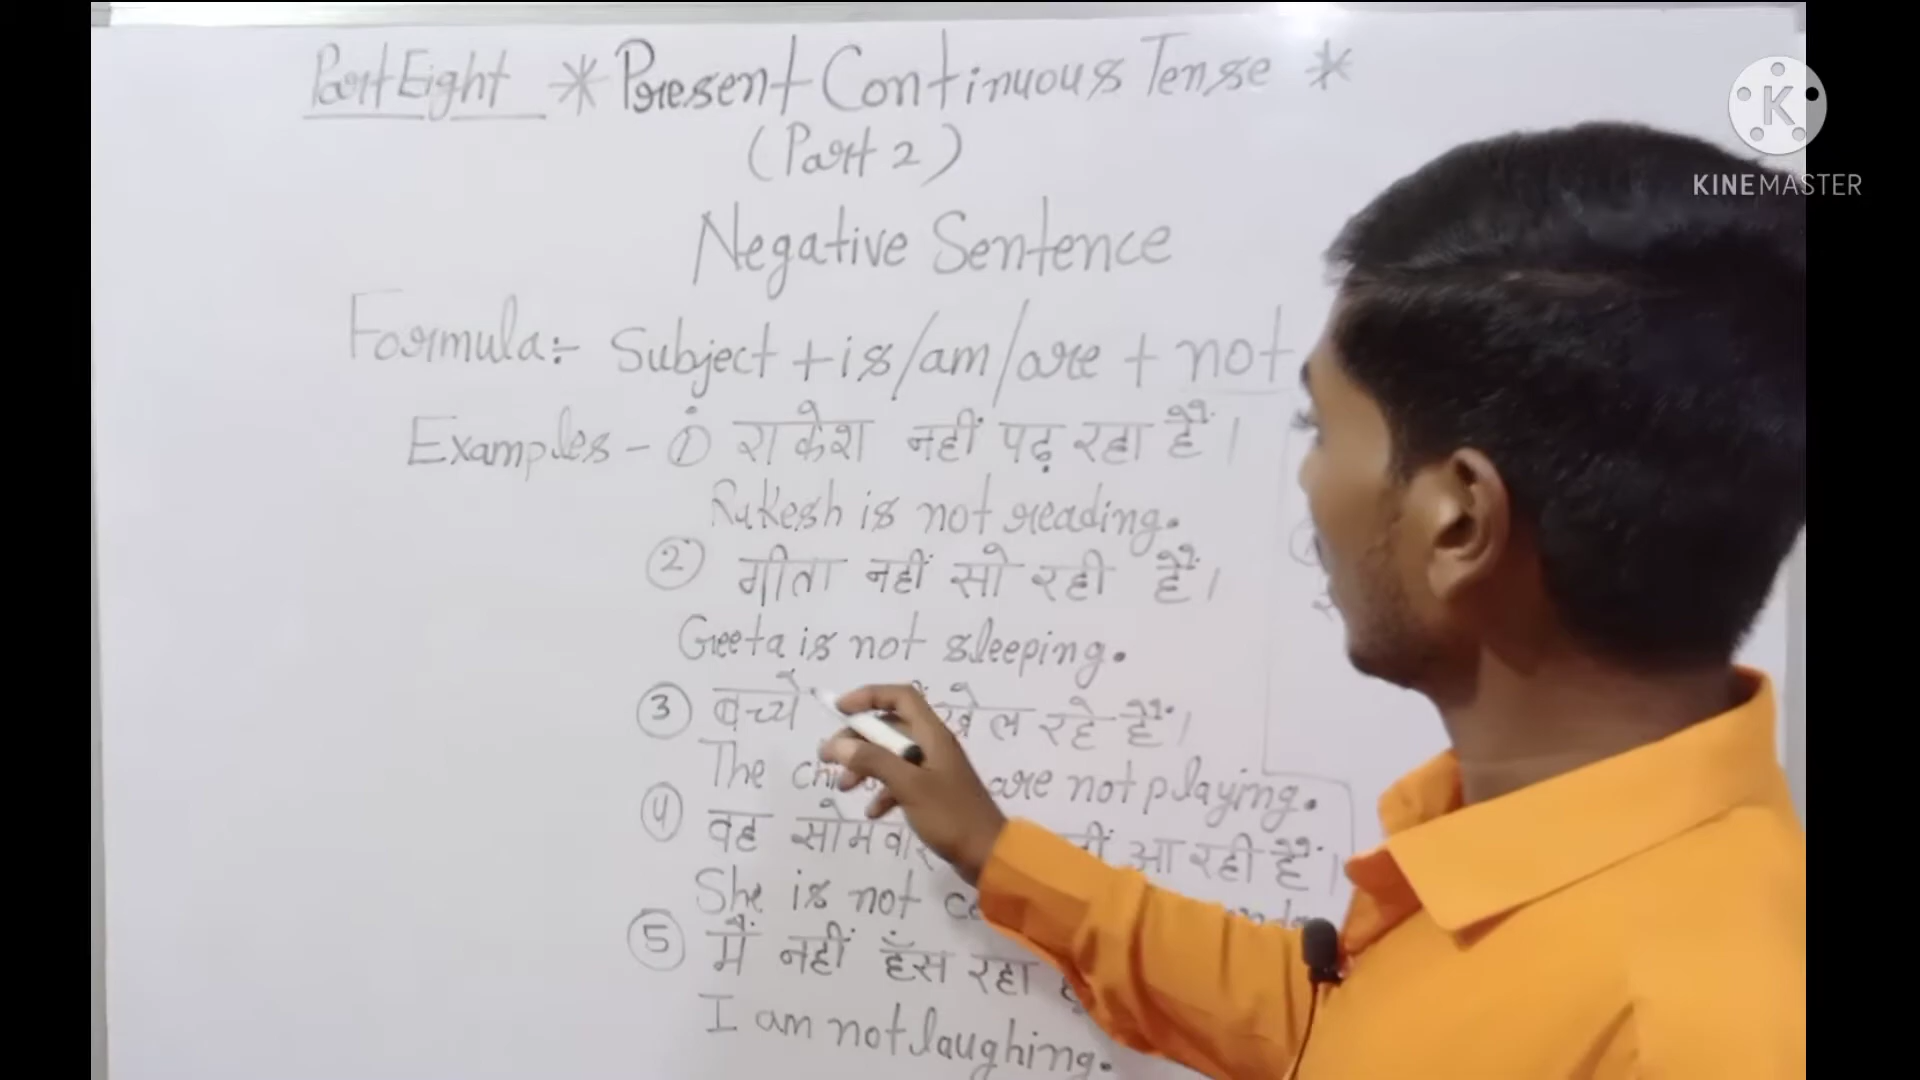 Part Eight * Present Continuous Tense *
(Part 2)
Negative Sentence
Formula:- Subject + is/am/are + not
Examples - ① राकेश नहीं पढ़ रहा हैं।
Rakesh is not reading.
② गीता नहीं सो रही हैं।
Geeta is not sleeping.
③ बच्चे खेल रहे हैं।
The are not playing.
④ वह सोमवार आ रही हैं।
She is not
⑤ मैं नहीं हँस रहा
I am not laughing.
KINEMASTER